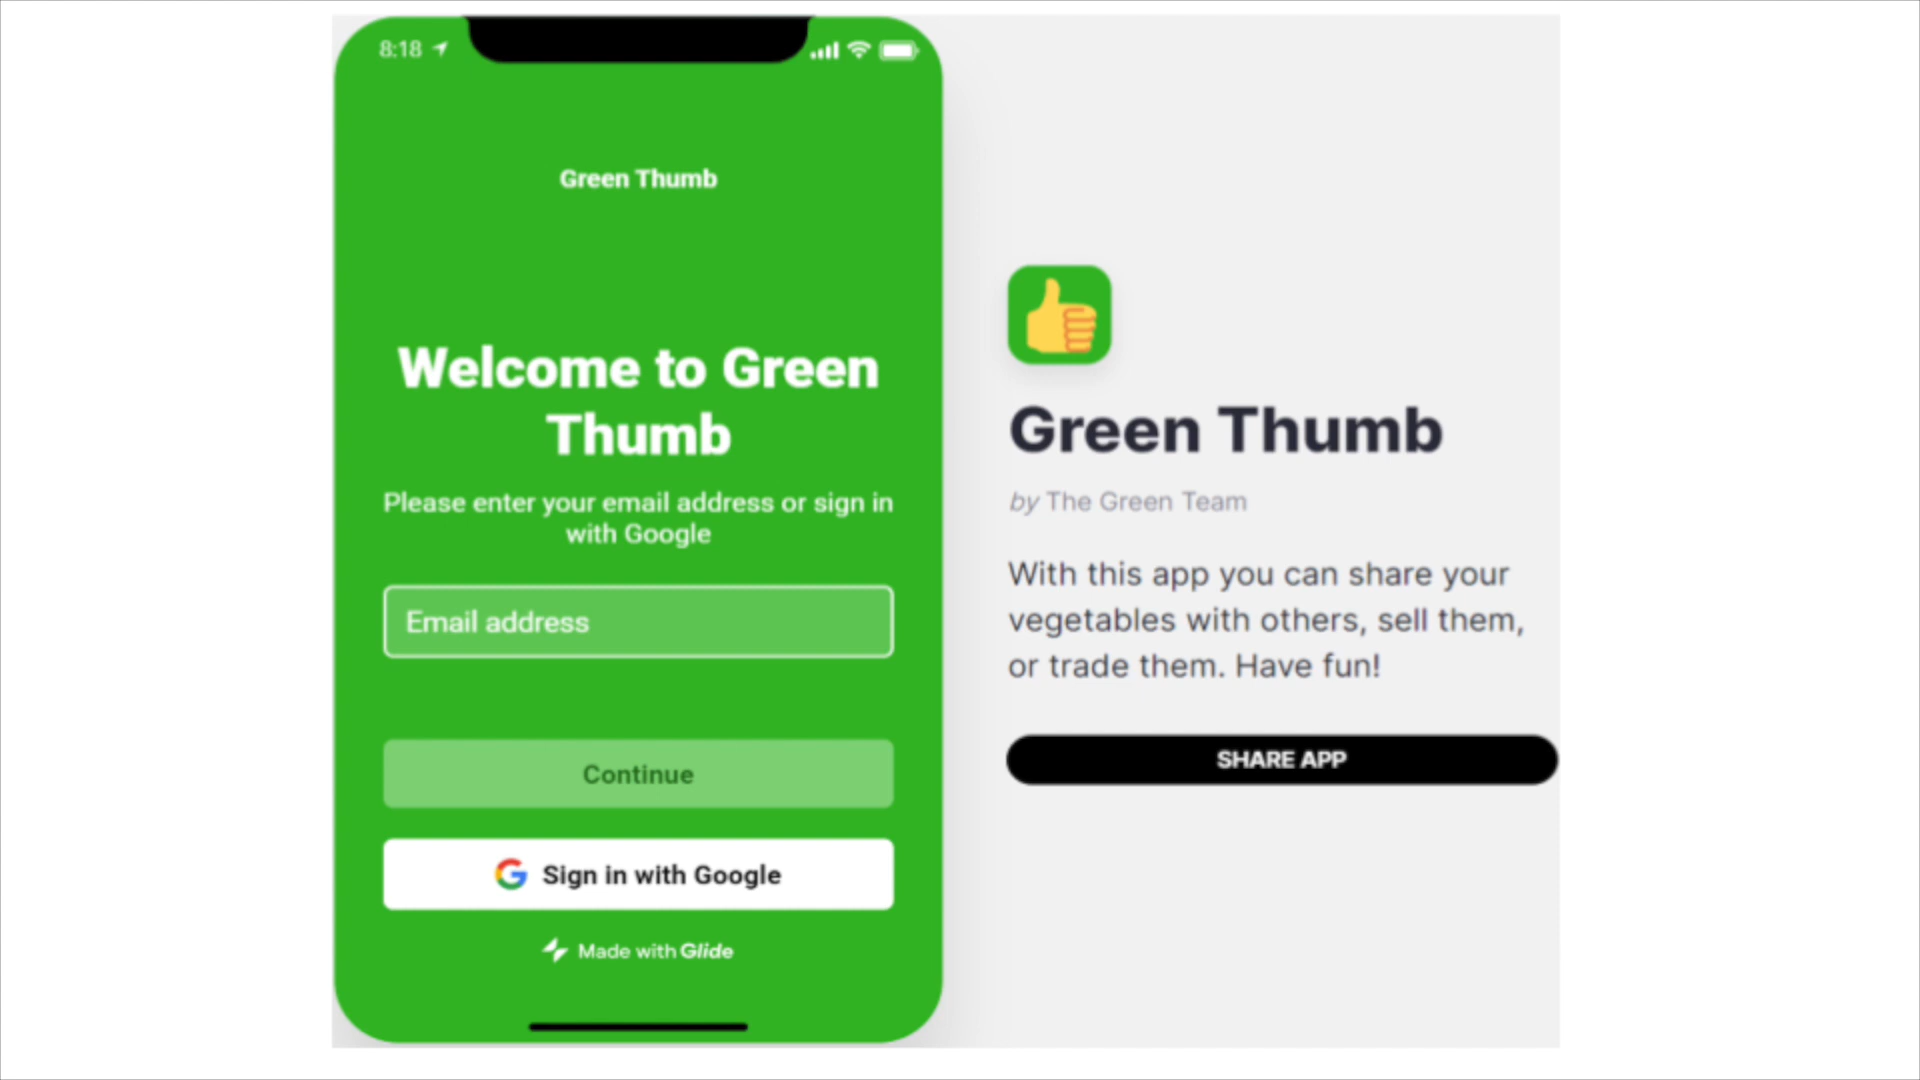 8:18
Green Thumb
Welcome to Green
Thumb
Please enter your email address or sign in
with Google
Email address
Continue
Sign in with Google
Made with Glide
Green Thumb
by The Green Team
With this app you can share your
vegetables with others, sell them,
or trade them. Have fun!
SHARE APP